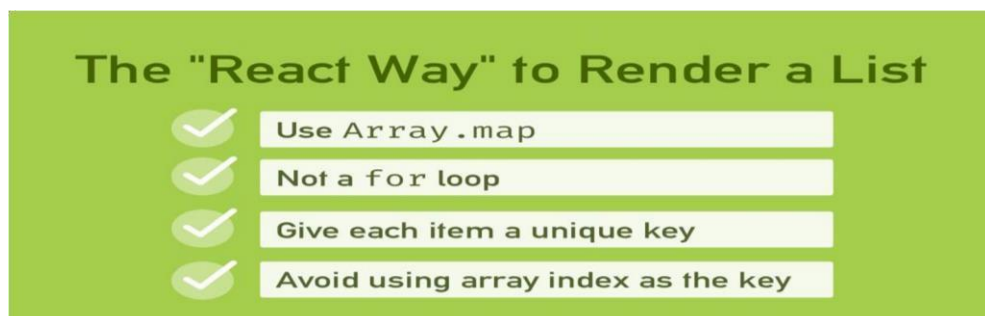 The "React Way" to Render a List
Use Array.map
Not a for loop
Give each item a unique key
Avoid using array index as the key